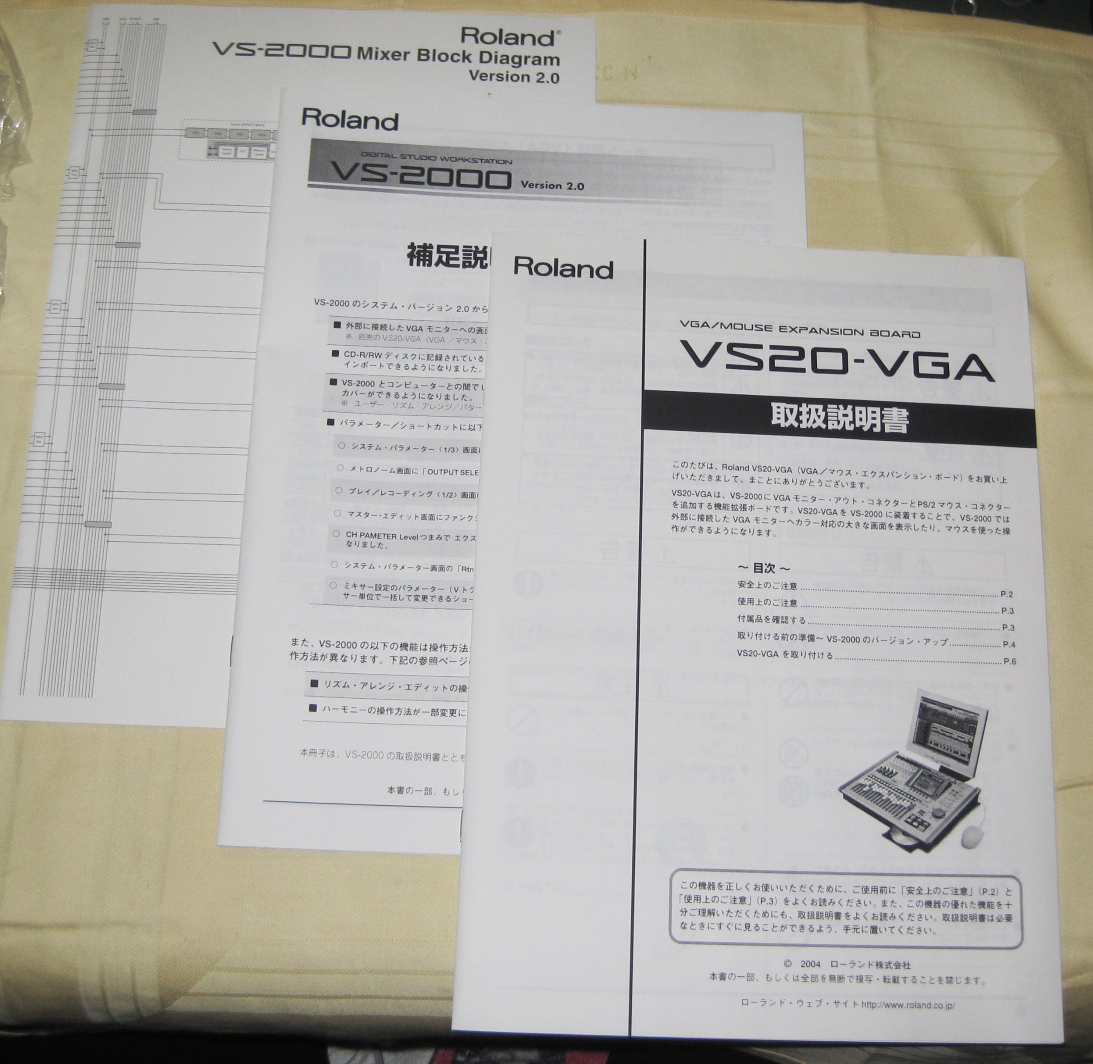 Roland
VS-2000 Mixer Block Diagram
Version 2.0
Roland
DIGITAL STUDIO WORKSTATION
VS-2000 Version 2.0
補足説
VS-2000 のシステム・バージョン 2.0 から
■ 外部に接続した VGA モニターへの画
※ 別売の VS20-VGA（VGA／マウス・
■ CD-R/RW ディスクに記録されている
インポートできるようになりました。
■ VS-2000 とコンピューターとの間で
カバーができるようになりました。
※ ユーザー・リズム・アレンジ／パター
■ パラメーター／ショートカットに以下
○ システム・パラメーター（1/3）画面
○ メトロノーム画面に「OUTPUT SELE
○ プレイ／レコーディング（1/2）画面
○ マスター・エディット画面にファンク
○ CH PAMETER Level つまみで エクス
なりました。
○ システム・パラメーター画面の「Rtn
○ ミキサー設定のパラメーター（V トラ
サー単位で一括して変更できるショー
また、VS-2000 の以下の機能は操作方法
作方法が異なります。下記の参照ページ
■ リズム・アレンジ・エディットの操
■ ハーモニーの操作方法が一部変更に
本冊子は、VS-2000 の取扱説明書ととも
本書の一部、もし
Roland
VGA/MOUSE EXPANSION BOARD
VS20-VGA
取扱説明書
このたびは、Roland VS20-VGA（VGA／マウス・エクスパンション・ボード）をお買い上
げいただきまして、まことにありがとうございます。
VS20-VGA は、VS-2000 に VGA モニター・アウト・コネクターと PS/2 マウス・コネクター
を追加する機能拡張ボードです。VS20-VGA を VS-2000 に装着することで、VS-2000 では
外部に接続した VGA モニターへカラー対応の大きな画面を表示したり、マウスを使った操
作ができるようになります。
～ 目次 ～
安全上のご注意 P.2
使用上のご注意 P.3
付属品を確認する P.3
取り付ける前の準備～ VS-2000 のバージョン・アップ P.4
VS20-VGA を取り付ける P.6
この機器を正しくお使いいただくために、ご使用前に「安全上のご注意」（P.2）と
「使用上のご注意」（P.3）をよくお読みください。また、この機器の優れた機能を十
分ご理解いただくためにも、取扱説明書をよくお読みください。取扱説明書は必要
なときにすぐに見ることができるよう、手元に置いてください。
© 2004 ローランド株式会社
本書の一部、もしくは全部を無断で複写・転載することを禁じます。
ローランド・ウェブ・サイト http://www.roland.co.jp/